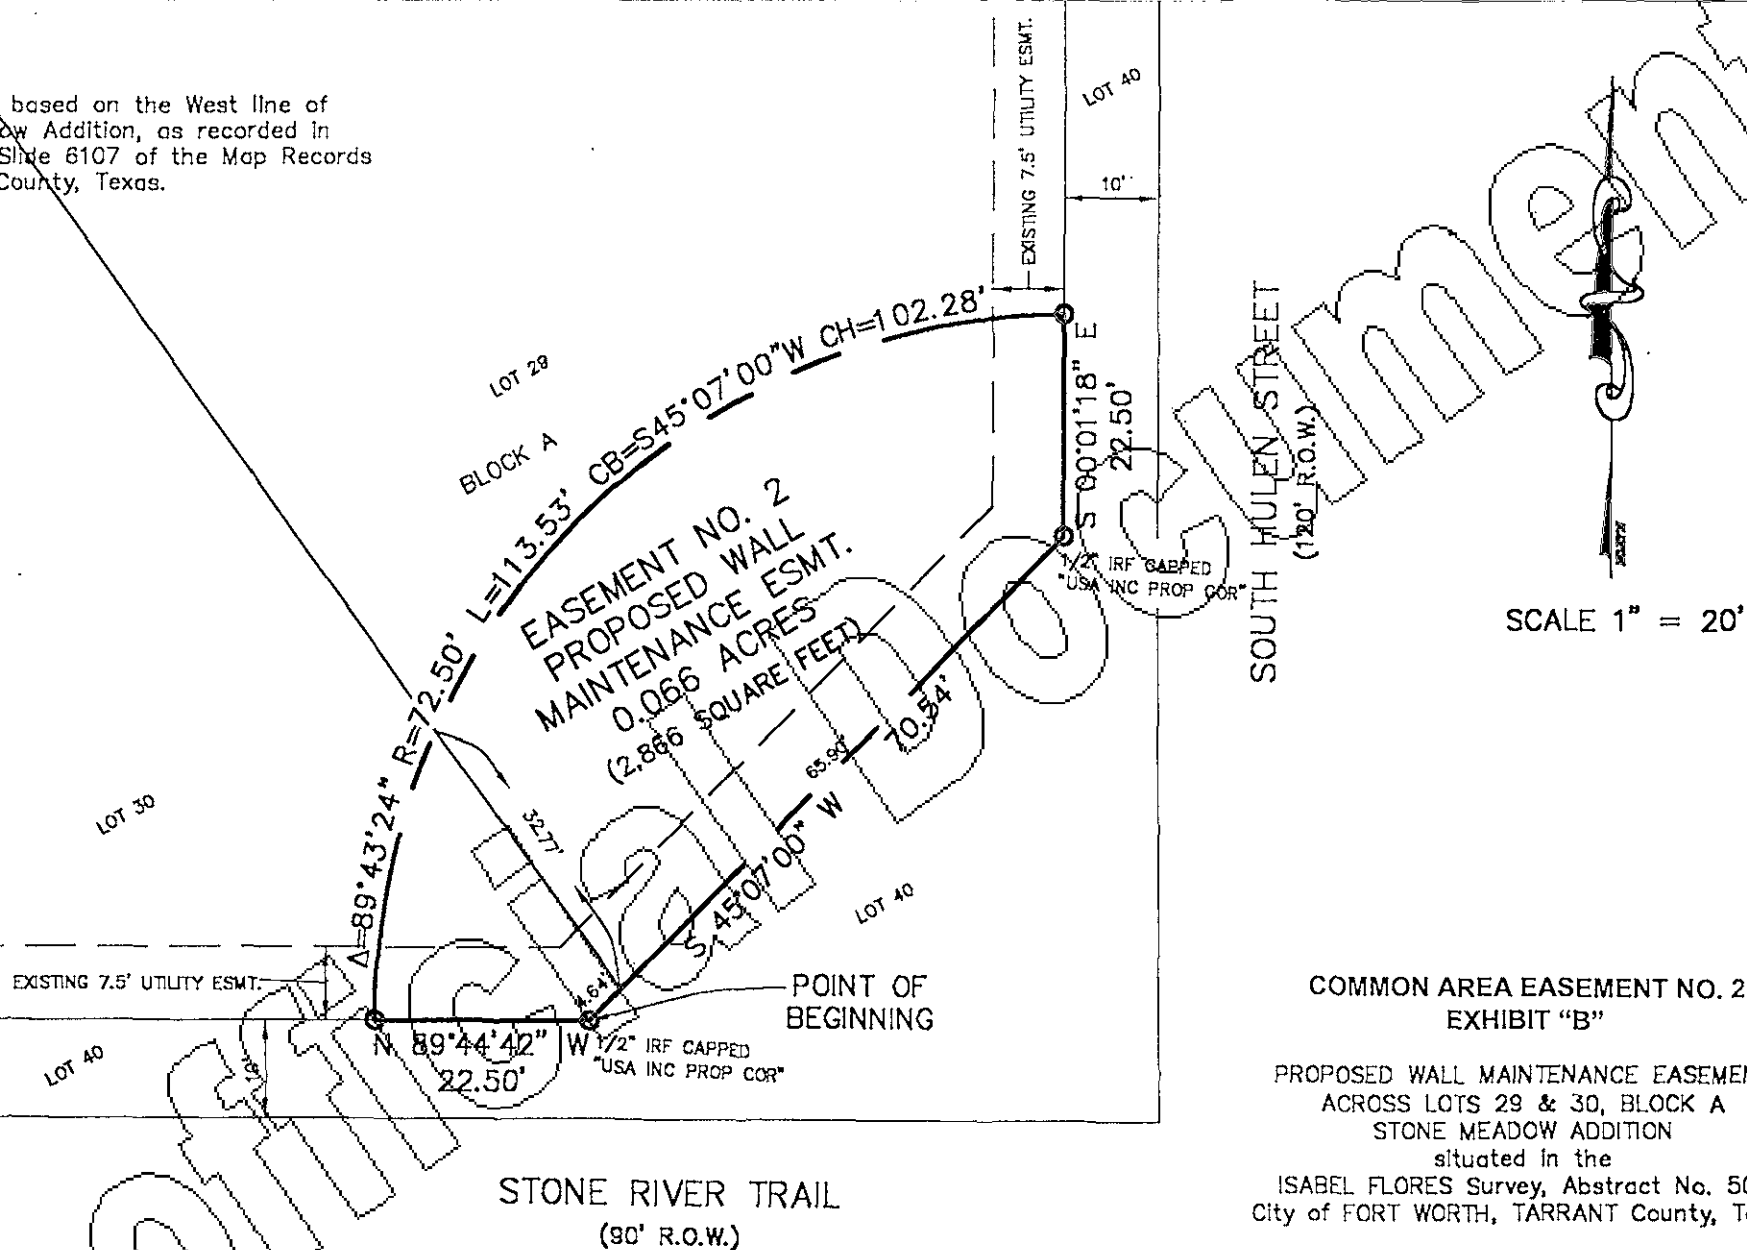 based on the West line of
ow Addition, as recorded in
Slide 6107 of the Map Records
County, Texas.
EXISTING 7.5' UTILITY ESMT.
LOT 40
10'
LOT 29
BLOCK A
Δ=89°43'24" R=72.50' L=113.53' CB=S45°07'00"W CH=102.28'
S 00°01'18" E
22.50'
SOUTH HULEN STREET
(120' R.O.W.)
EASEMENT NO. 2
PROPOSED WALL
MAINTENANCE ESMT.
0.066 ACRES
(2,866 SQUARE FEET)
1/2" IRF CAPPED
"USA INC PROP COR"
SCALE 1" = 20'
LOT 30
32.77'
65.90'
70.54'
S 45°07'00" W
LOT 40
EXISTING 7.5' UTILITY ESMT.
4.64'
POINT OF
BEGINNING
N 89°44'42" W
22.50'
1/2" IRF CAPPED
"USA INC PROP COR"
LOT 40
10'
STONE RIVER TRAIL
(90' R.O.W.)
COMMON AREA EASEMENT NO. 2
EXHIBIT "B"
PROPOSED WALL MAINTENANCE EASEMEN
ACROSS LOTS 29 & 30, BLOCK A
STONE MEADOW ADDITION
situated in the
ISABEL FLORES Survey, Abstract No. 50
City of FORT WORTH, TARRANT County, T
official Document